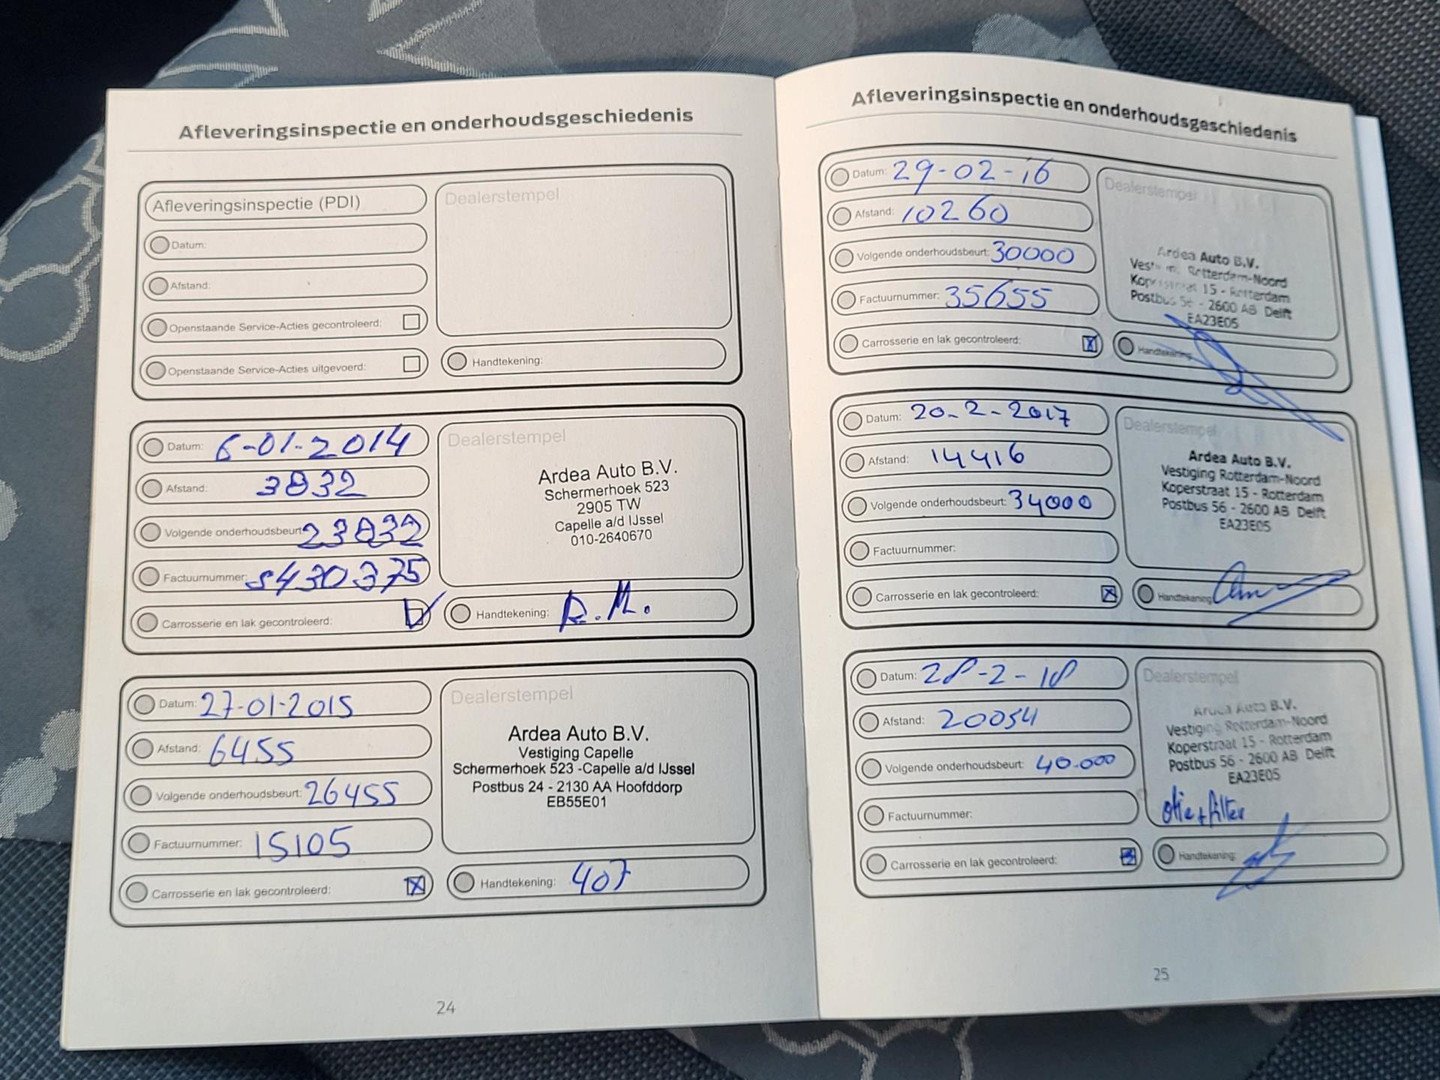 Afleveringsinspectie en onderhoudsgeschiedenis
Afleveringsinspectie (PDI)
Datum:
Afstand:
Openstaande Service-Acties gecontroleerd:
Openstaande Service-Acties uitgevoerd:
Dealerstempel
Handtekening:
Datum: 6-01-2014
Afstand: 3832
Volgende onderhoudsbeurt: 23832
Factuurnummer: S430375
Carrosserie en lak gecontroleerd:
Dealerstempel
Ardea Auto B.V.
Schermerhoek 523
2905 TW
Capelle a/d IJssel
010-2640670
Handtekening: R.M.
Datum: 27-01-2015
Afstand: 6455
Volgende onderhoudsbeurt: 26455
Factuurnummer: 15105
Carrosserie en lak gecontroleerd:
Dealerstempel
Ardea Auto B.V.
Vestiging Capelle
Schermerhoek 523 -Capelle a/d IJssel
Postbus 24 - 2130 AA Hoofddorp
EB55E01
Handtekening: 407
24
Afleveringsinspectie en onderhoudsgeschiedenis
Datum: 29-02-16
Afstand: 10260
Volgende onderhoudsbeurt: 30000
Factuurnummer: 35655
Carrosserie en lak gecontroleerd:
Dealerstempel
Ardea Auto B.V.
Rotterdam-Noord
Koperstraat 15 - Rotterdam
Postbus 56 - 2600 AB Delft
EA23E05
Handtekening:
Datum: 20-2-2017
Afstand: 14416
Volgende onderhoudsbeurt: 34000
Factuurnummer:
Carrosserie en lak gecontroleerd:
Dealerstempel
Ardea Auto B.V.
Vestiging Rotterdam-Noord
Koperstraat 15 - Rotterdam
Postbus 56 - 2600 AB Delft
EA23E05
Handtekening:
Datum: 28-2-18
Afstand: 20054
Volgende onderhoudsbeurt: 40.000
Factuurnummer:
Carrosserie en lak gecontroleerd:
Dealerstempel
Ardea Auto B.V.
Vestiging Rotterdam-Noord
Koperstraat 15 - Rotterdam
Postbus 56 - 2600 AB Delft
EA23E05
olie+filter
Handtekening:
25